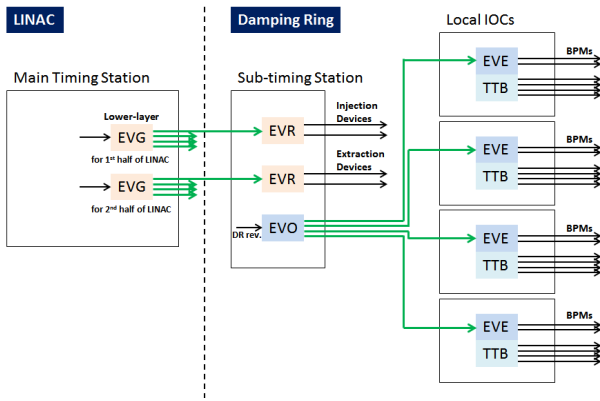 LINAC
Damping Ring
Local IOCs
Main Timing Station
Sub-timing Station
Lower-layer
EVG
for 1st half of LINAC
EVG
for 2nd half of LINAC
EVR
Injection
Devices
EVR
Extraction
Devices
DR rev.
EVO
EVE
TTB
BPMs
EVE
TTB
BPMs
EVE
TTB
BPMs
EVE
TTB
BPMs